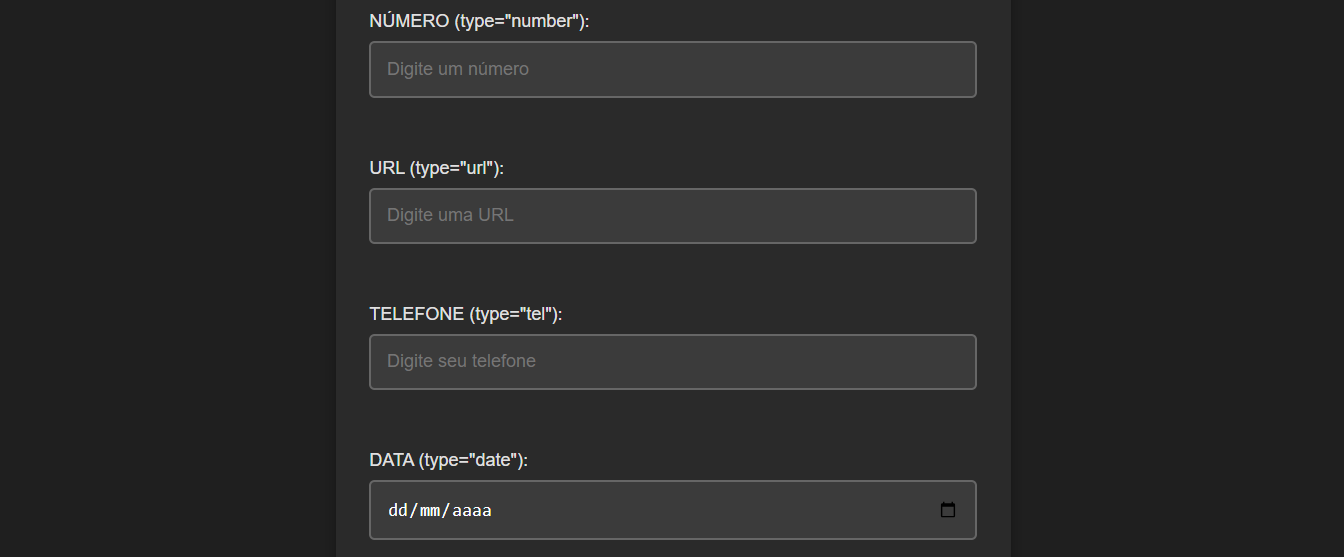 NÚMERO (type="number"):
Digite um número
URL (type="url"):
Digite uma URL
TELEFONE (type="tel"):
Digite seu telefone
DATA (type="date"):
dd/mm/aaaa